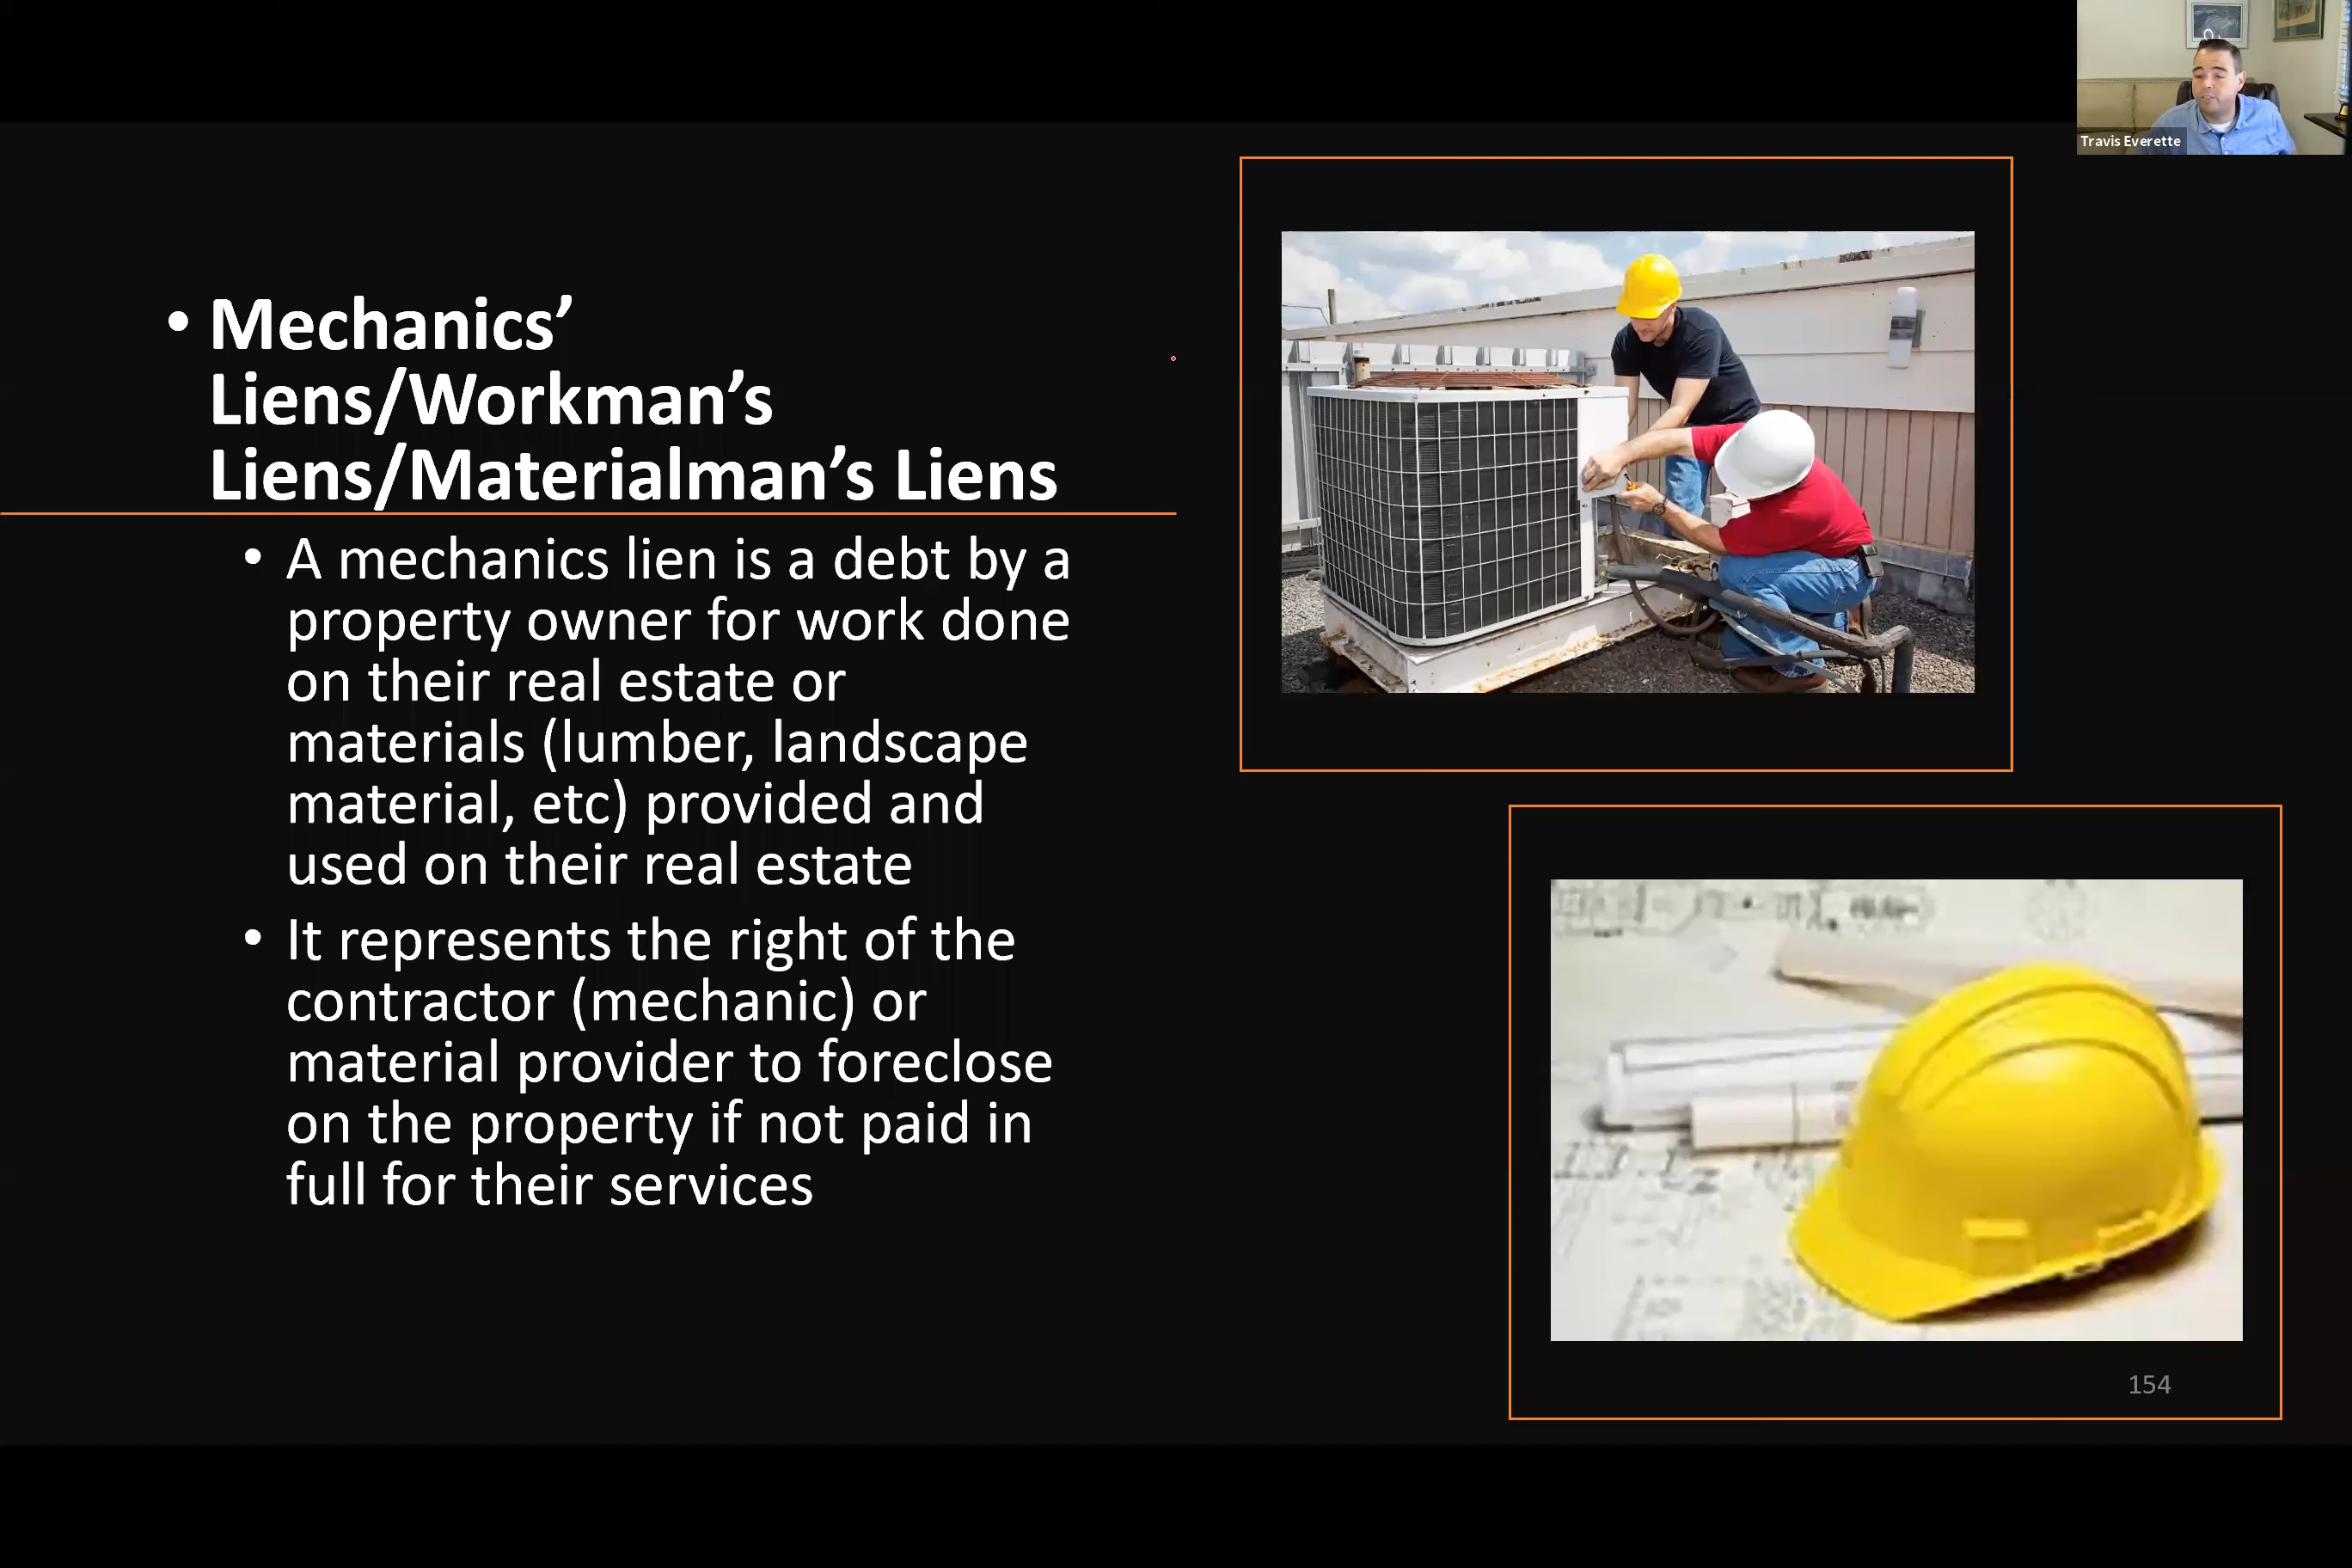 Travis Everette
• Mechanics’
Liens/Workman’s
Liens/Materialman’s Liens
• A mechanics lien is a debt by a
property owner for work done
on their real estate or
materials (lumber, landscape
material, etc) provided and
used on their real estate
• It represents the right of the
contractor (mechanic) or
material provider to foreclose
on the property if not paid in
full for their services
154